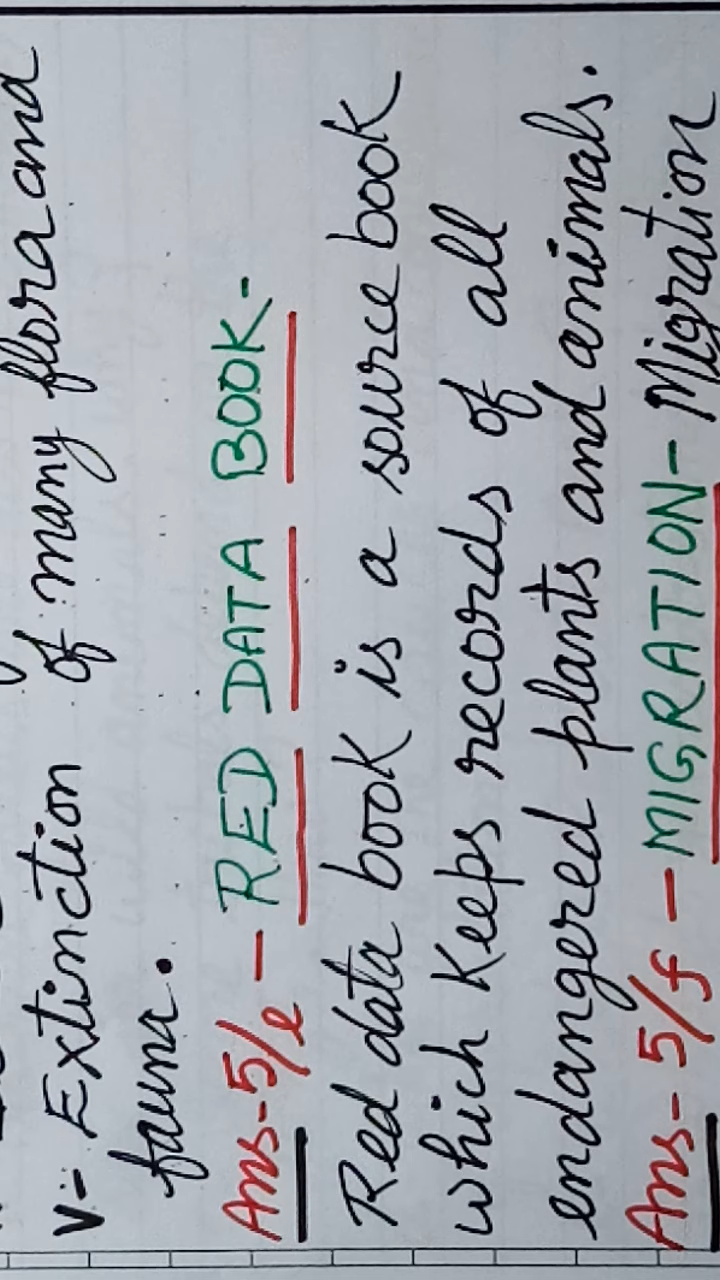 V- Extinction of many flora and
fauna.
Ans-5/e - RED DATA BOOK-
Red data book is a source book
which keeps records of all
endangered plants and animals.
Ans- 5/f - MIGRATION- Migration